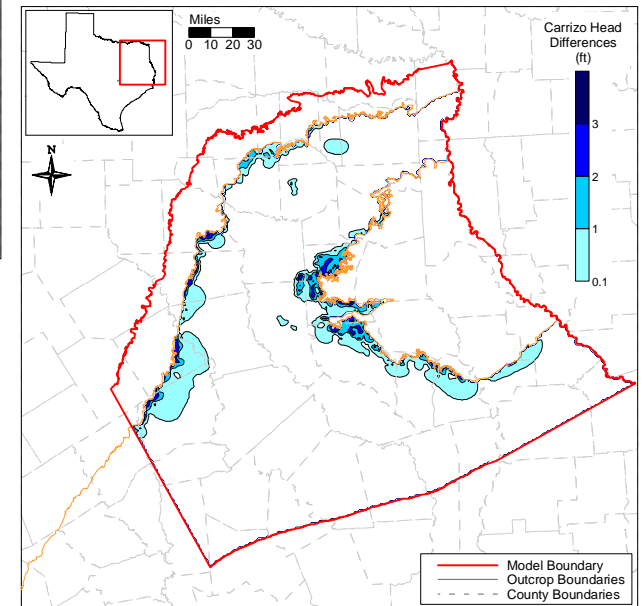 Miles
0 10 20 30
Carrizo Head
Differences
(ft)
3
2
1
0.1
N
Model Boundary
Outcrop Boundaries
County Boundaries